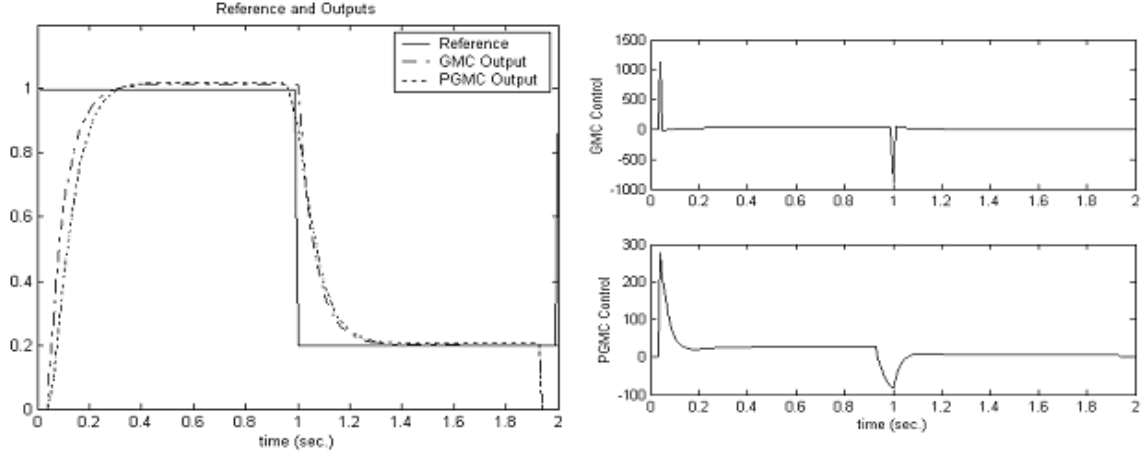 Reference and Outputs
Reference
GMC Output
PGMC Output
1
0.8
0.6
0.4
0.2
0
0 0.2 0.4 0.6 0.8 1 1.2 1.4 1.6 1.8 2
time (sec.)
GMC Control
1500
1000
500
0
-500
-1000
0 0.2 0.4 0.6 0.8 1 1.2 1.4 1.6 1.8 2
PGMC Control
300
200
100
0
-100
0 0.2 0.4 0.6 0.8 1 1.2 1.4 1.6 1.8 2
time (sec.)